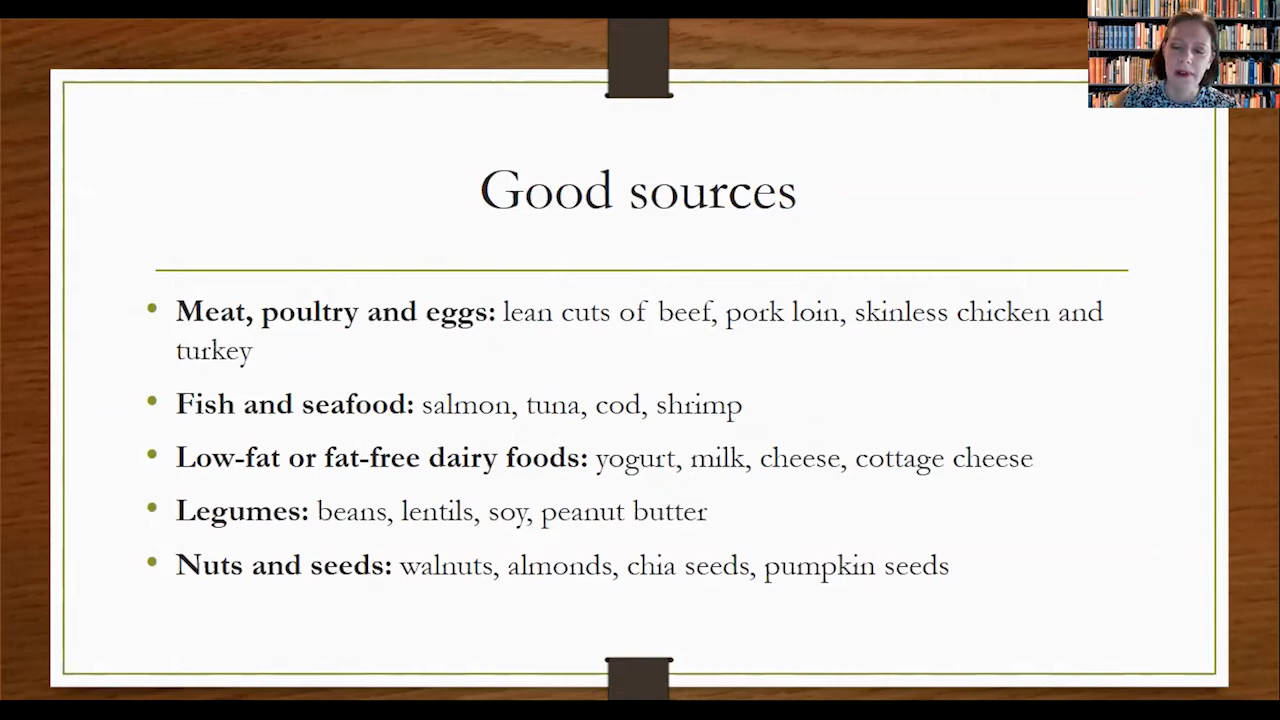 Good sources
• Meat, poultry and eggs: lean cuts of beef, pork loin, skinless chicken and
turkey
• Fish and seafood: salmon, tuna, cod, shrimp
• Low-fat or fat-free dairy foods: yogurt, milk, cheese, cottage cheese
• Legumes: beans, lentils, soy, peanut butter
• Nuts and seeds: walnuts, almonds, chia seeds, pumpkin seeds